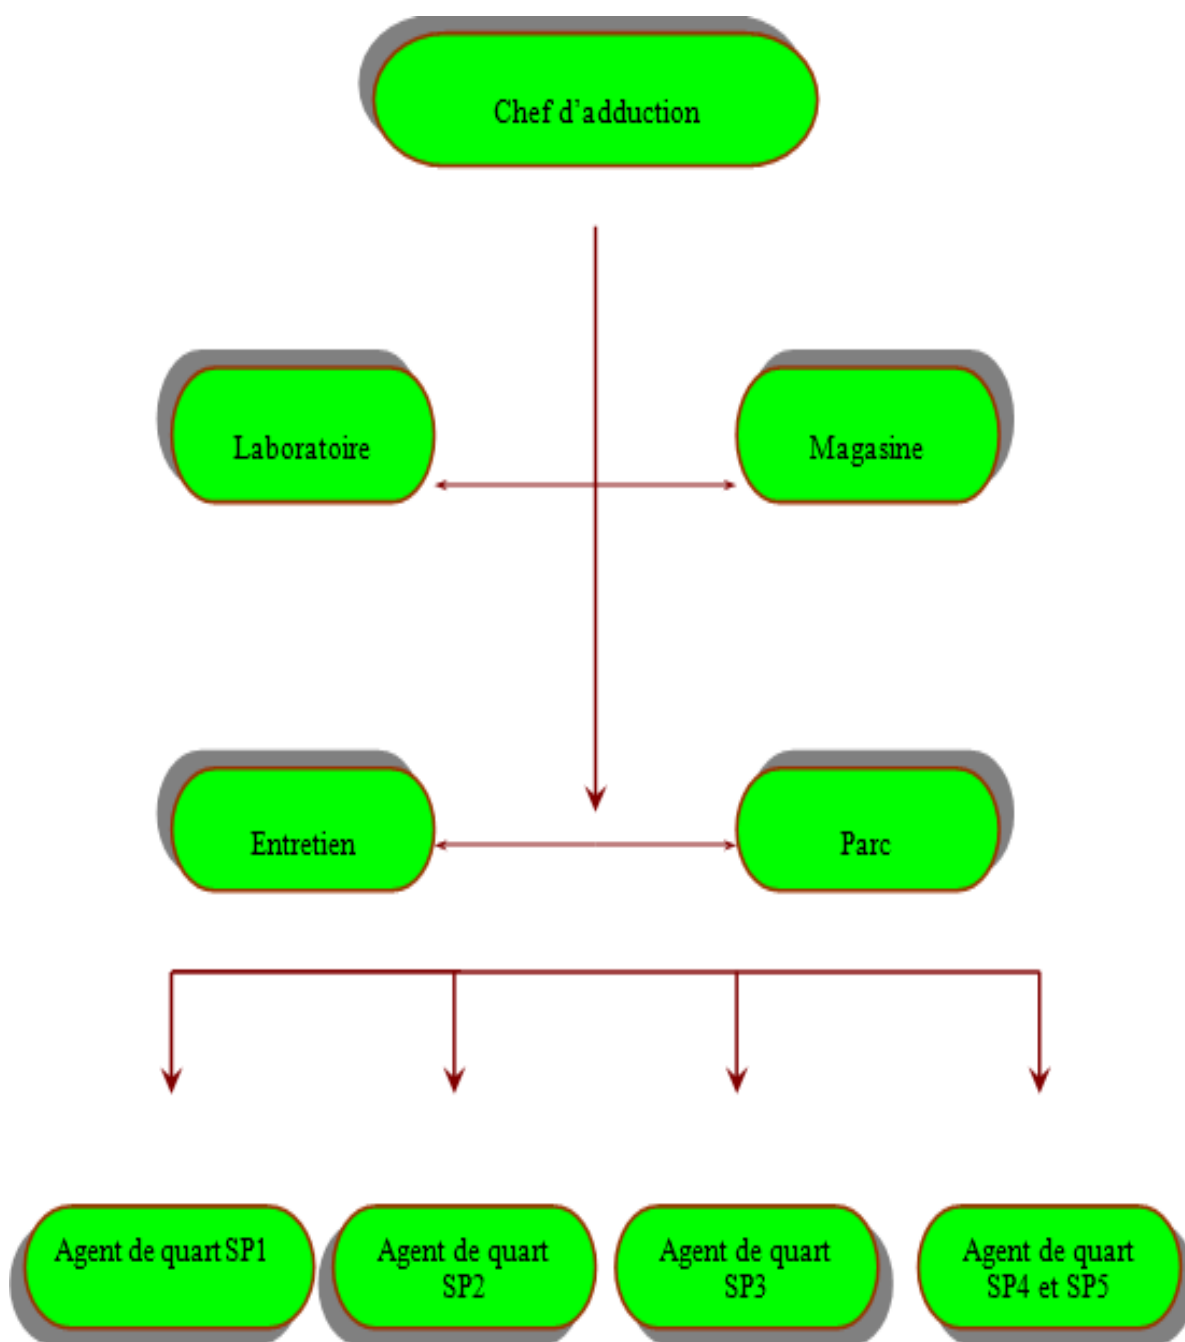 Chef d’adduction
Laboratoire
Magasine
Entretien
Parc
Agent de quart SP1
Agent de quart
SP2
Agent de quart
SP3
Agent de quart
SP4 et SP5